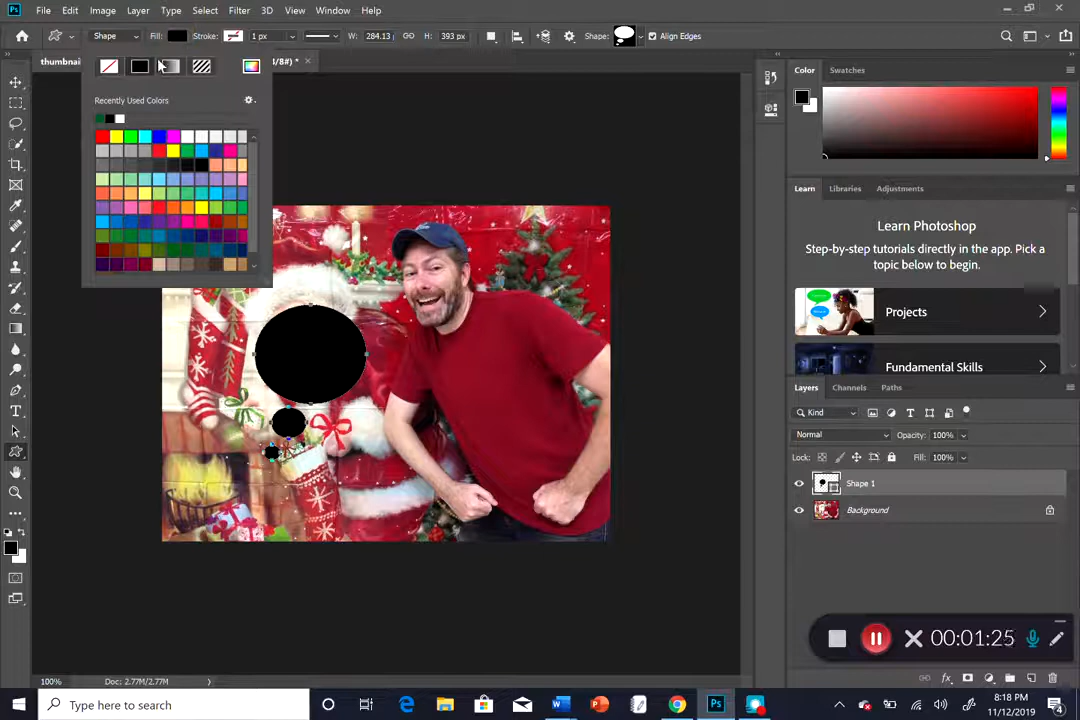 Ps File Edit Image Layer Type Select Filter 3D View Window Help
Shape Fill: Stroke: 1 px W: 284.13 H: 393 px Shape: Align Edges
thumbnai /8#) * ×
Recently Used Colors
Color Swatches
Learn Libraries Adjustments
Learn Photoshop
Step-by-step tutorials directly in the app. Pick a
topic below to begin.
Projects
Fundamental Skills
Layers Channels Paths
Kind
Normal Opacity: 100%
Lock: Fill: 100%
Shape 1
Background
00:01:25
100% Doc: 2.77M/2.77M
Type here to search
8:18 PM
11/12/2019
4